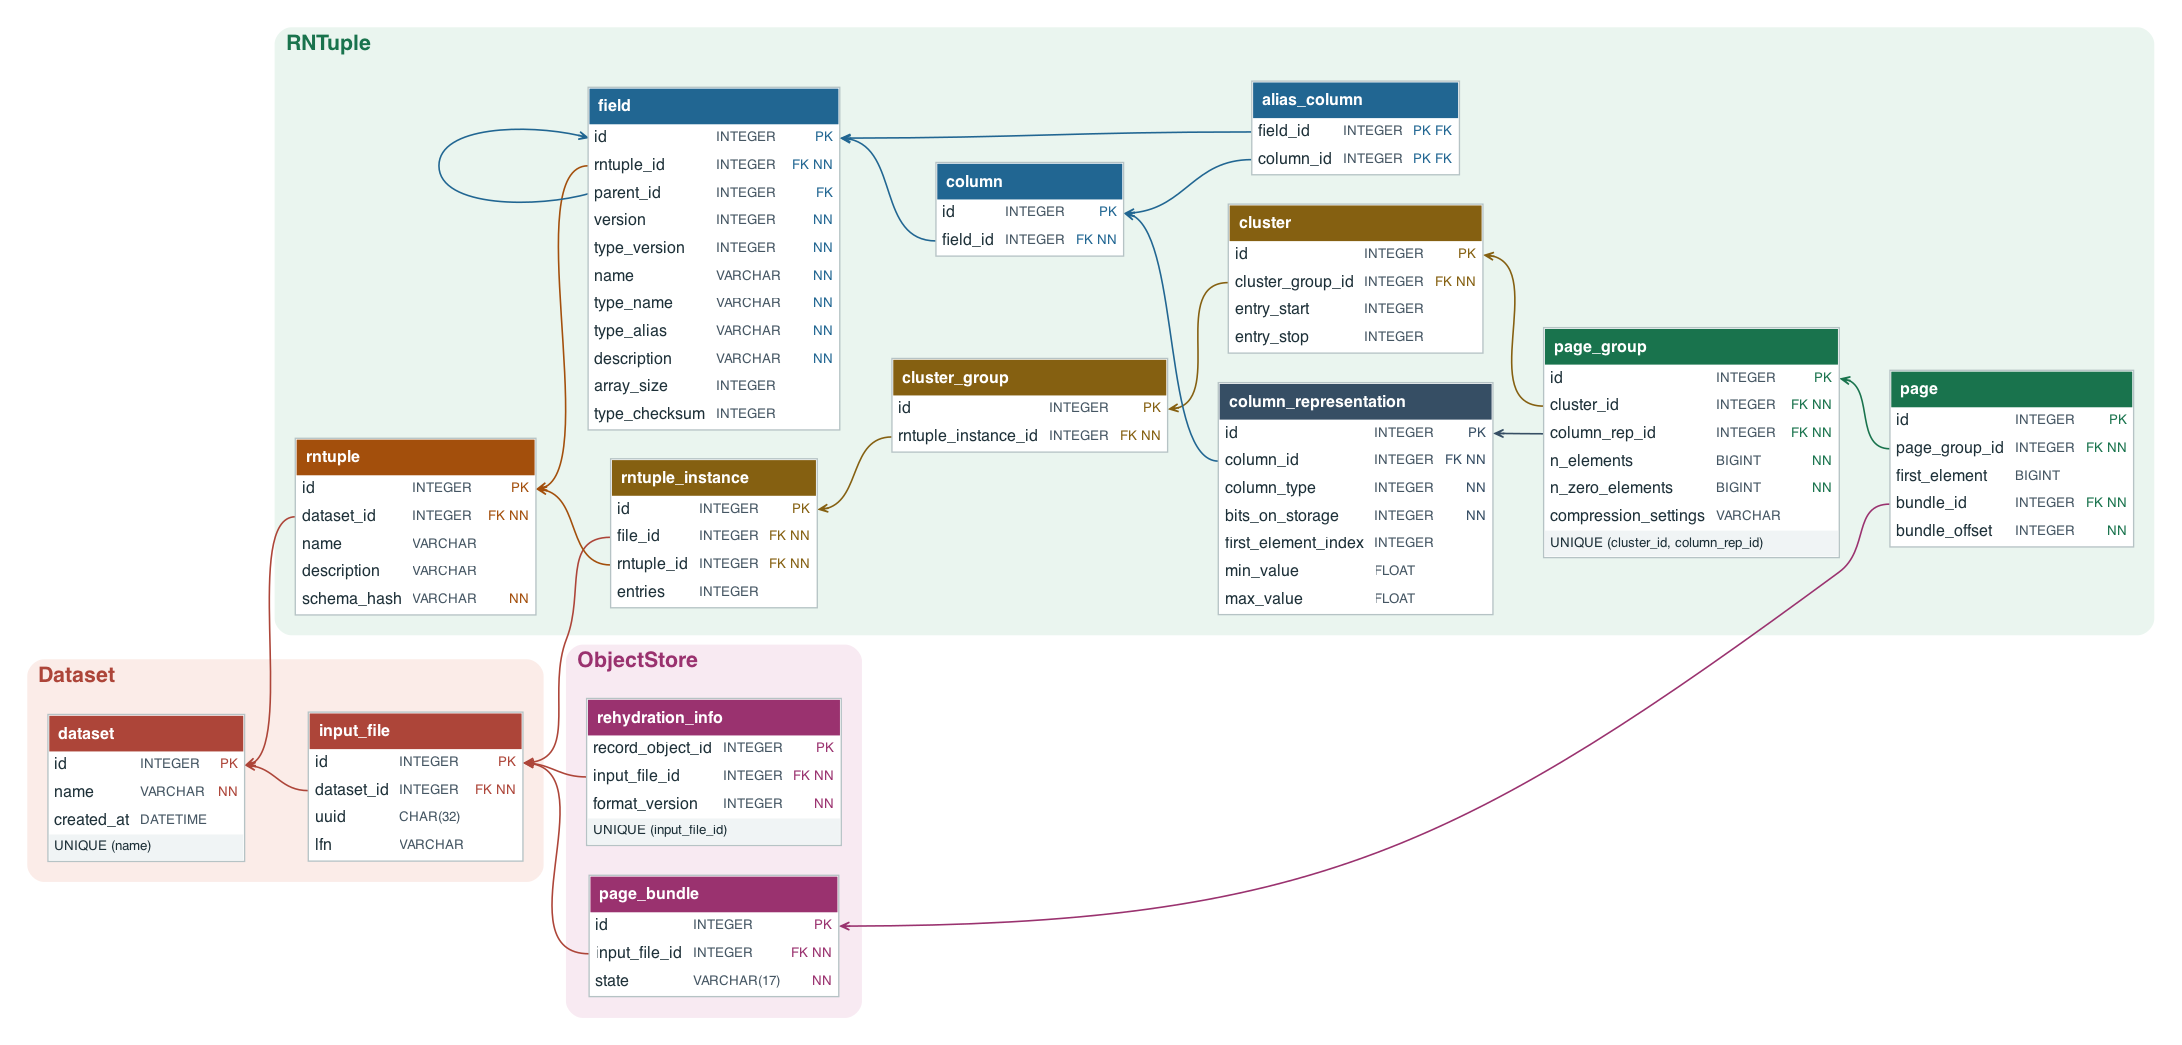 RNTuple
field
id INTEGER PK
rntuple_id INTEGER FK NN
parent_id INTEGER FK
version INTEGER NN
type_version INTEGER NN
name VARCHAR NN
type_name VARCHAR NN
type_alias VARCHAR NN
description VARCHAR NN
array_size INTEGER
type_checksum INTEGER
alias_column
field_id INTEGER PK FK
column_id INTEGER PK FK
column
id INTEGER PK
field_id INTEGER FK NN
cluster
id INTEGER PK
cluster_group_id INTEGER FK NN
entry_start INTEGER
entry_stop INTEGER
cluster_group
id INTEGER PK
rntuple_instance_id INTEGER FK NN
column_representation
id INTEGER PK
column_id INTEGER FK NN
column_type INTEGER NN
bits_on_storage INTEGER NN
first_element_index INTEGER
min_value FLOAT
max_value FLOAT
page_group
id INTEGER PK
cluster_id INTEGER FK NN
column_rep_id INTEGER FK NN
n_elements BIGINT NN
n_zero_elements BIGINT NN
compression_settings VARCHAR
UNIQUE (cluster_id, column_rep_id)
page
id INTEGER PK
page_group_id INTEGER FK NN
first_element BIGINT
bundle_id INTEGER FK NN
bundle_offset INTEGER NN
rntuple
id INTEGER PK
dataset_id INTEGER FK NN
name VARCHAR
description VARCHAR
schema_hash VARCHAR NN
rntuple_instance
id INTEGER PK
file_id INTEGER FK NN
rntuple_id INTEGER FK NN
entries INTEGER
Dataset
dataset
id INTEGER PK
name VARCHAR NN
created_at DATETIME
UNIQUE (name)
input_file
id INTEGER PK
dataset_id INTEGER FK NN
uuid CHAR(32)
lfn VARCHAR
ObjectStore
rehydration_info
record_object_id INTEGER PK
input_file_id INTEGER FK NN
format_version INTEGER NN
UNIQUE (input_file_id)
page_bundle
id INTEGER PK
input_file_id INTEGER FK NN
state VARCHAR(17) NN